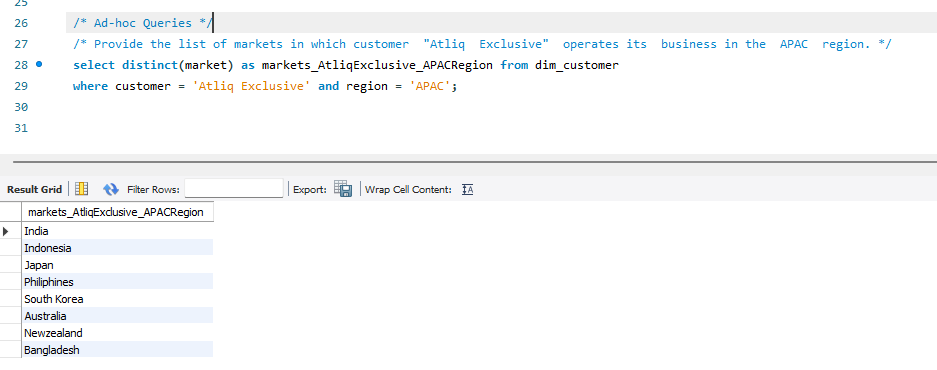 25
26 /* Ad-hoc Queries */
27 /* Provide the list of markets in which customer "Atliq Exclusive" operates its business in the APAC region. */
28 select distinct(market) as markets_AtliqExclusive_APACRegion from dim_customer
29 where customer = 'Atliq Exclusive' and region = 'APAC';
30
31
Result Grid Filter Rows: Export: Wrap Cell Content: IA
markets_AtliqExclusive_APACRegion
India
Indonesia
Japan
Philiphines
South Korea
Australia
Newzealand
Bangladesh